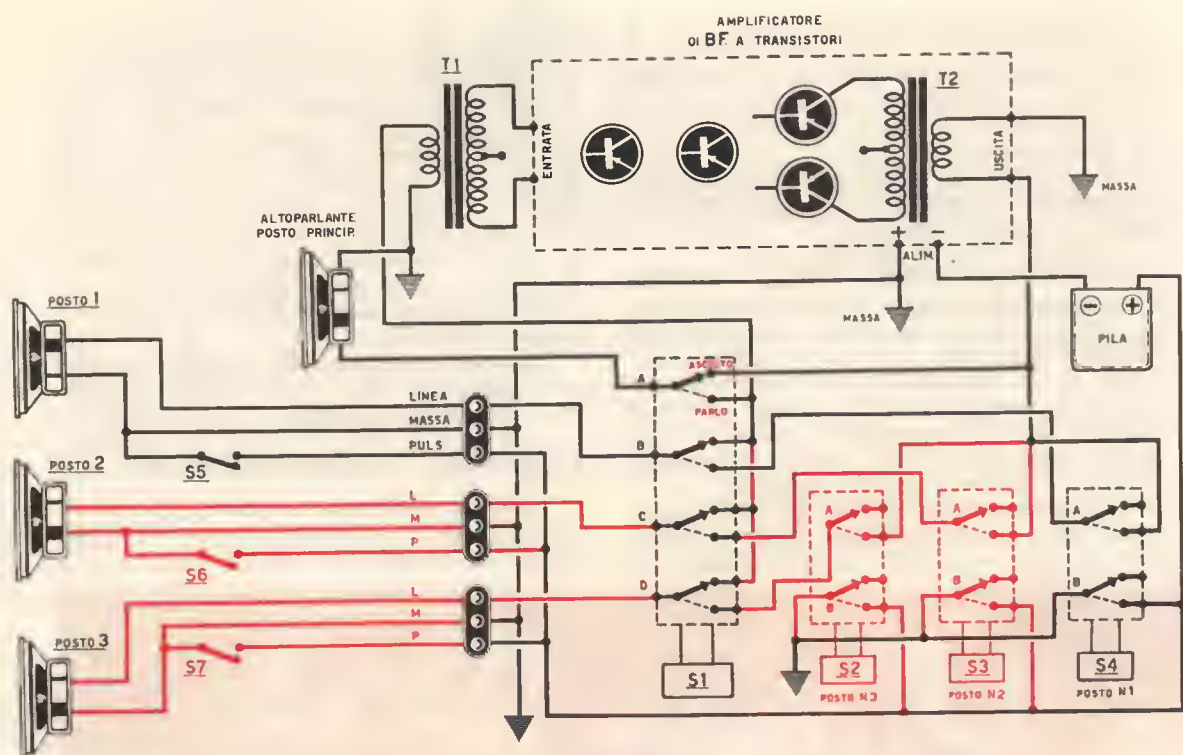 AMPLIFICATORE
DI BF. A TRANSISTORI
T1
T2
ENTRATA
USCITA
MASSA
ALTOPARLANTE
POSTO PRINCIP.
+ -
ALIM.
MASSA
- +
PILA
POSTO 1
LINEA
MASSA
PULS
S5
POSTO 2
L
M
P
S6
POSTO 3
L
M
P
S7
A
ASCOLTO
PARLO
B
C
D
S1
A
B
S2
POSTO N3
A
B
S3
POSTO N2
A
B
S4
POSTO N1